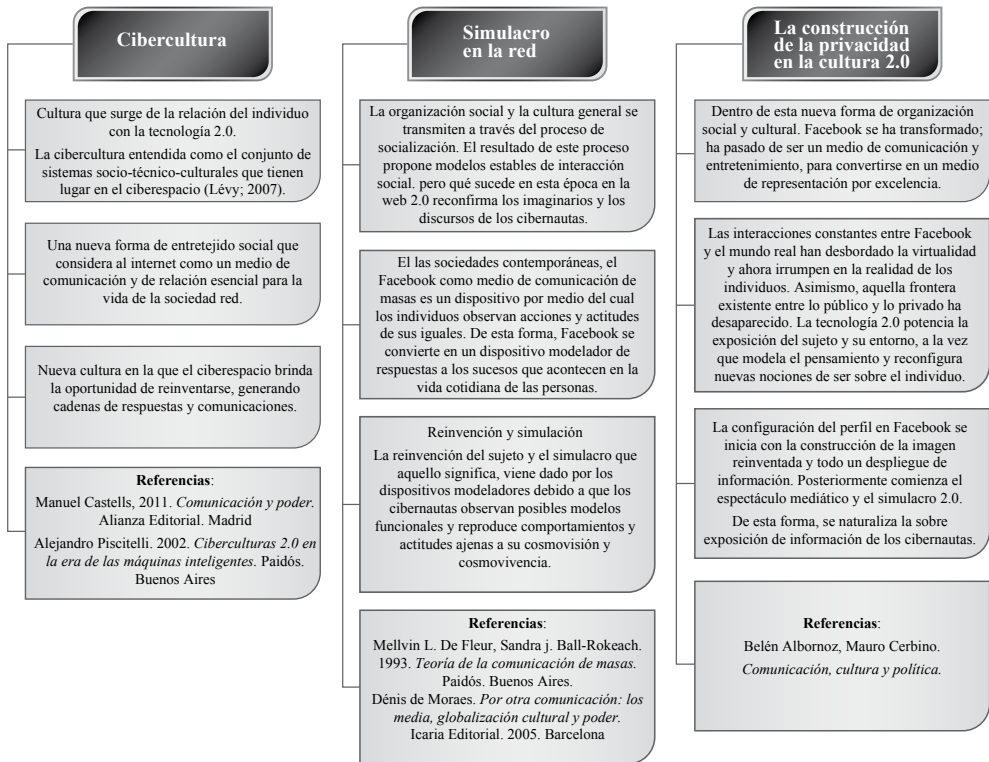 Cibercultura
Cultura que surge de la relación del individuo
con la tecnología 2.0.
La cibercultura entendida como el conjunto de
sistemas socio-técnico-culturales que tienen
lugar en el ciberespacio (Lévy; 2007).
Una nueva forma de entretejido social que
considera al internet como un medio de
comunicación y de relación esencial para la
vida de la sociedad red.
Nueva cultura en la que el ciberespacio brinda
la oportunidad de reinventarse, generando
cadenas de respuestas y comunicaciones.
Referencias:
Manuel Castells, 2011. Comunicación y poder.
Alianza Editorial. Madrid
Alejandro Piscitelli. 2002. Ciberculturas 2.0 en
la era de las máquinas inteligentes. Paidós.
Buenos Aires
Simulacro
en la red
La organización social y la cultura general se
transmiten a través del proceso de
socialización. El resultado de este proceso
propone modelos estables de interacción
social. pero qué sucede en esta época en la
web 2.0 reconfirma los imaginarios y los
discursos de los cibernautas.
El las sociedades contemporáneas, el
Facebook como medio de comunicación de
masas es un dispositivo por medio del cual
los individuos observan acciones y actitudes
de sus iguales. De esta forma, Facebook se
convierte en un dispositivo modelador de
respuestas a los sucesos que acontecen en la
vida cotidiana de las personas.
Reinvención y simulación
La reinvención del sujeto y el simulacro que
aquello significa, viene dado por los
dispositivos modeladores debido a que los
cibernautas observan posibles modelos
funcionales y reproduce comportamientos y
actitudes ajenas a su cosmovisión y
cosmovivencia.
Referencias:
Mellvin L. De Fleur, Sandra j. Ball-Rokeach.
1993. Teoría de la comunicación de masas.
Paidós. Buenos Aires.
Dénis de Moraes. Por otra comunicación: los
media, globalización cultural y poder.
Icaria Editorial. 2005. Barcelona
La construcción
de la privacidad
en la cultura 2.0
Dentro de esta nueva forma de organización
social y cultural. Facebook se ha transformado;
ha pasado de ser un medio de comunicación y
entretenimiento, para convertirse en un medio
de representación por excelencia.
Las interacciones constantes entre Facebook
y el mundo real han desbordado la virtualidad
y ahora irrumpen en la realidad de los
individuos. Asimismo, aquella frontera
existente entre lo público y lo privado ha
desaparecido. La tecnología 2.0 potencia la
exposición del sujeto y su entorno, a la vez
que modela el pensamiento y reconfigura
nuevas nociones de ser sobre el individuo.
La configuración del perfil en Facebook se
inicia con la construcción de la imagen
reinventada y todo un despliegue de
información. Posteriormente comienza el
espectáculo mediático y el simulacro 2.0.
De esta forma, se naturaliza la sobre
exposición de información de los cibernautas.
Referencias:
Belén Albornoz, Mauro Cerbino.
Comunicación, cultura y política.